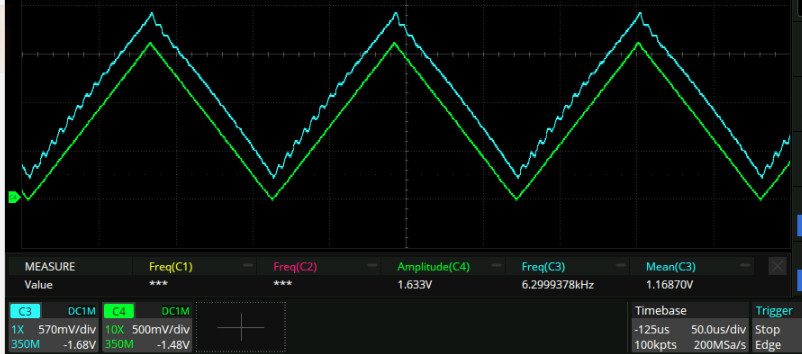 MEASURE Freq(C1) Freq(C2) Amplitude(C4) Freq(C3) Mean(C3)
Value *** *** 1.633V 6.2999378kHz 1.16870V
C3 DC1M C4 DC1M Timebase Trigger
1X 570mV/div 10X 500mV/div -125us 50.0us/div Stop
350M -1.68V 350M -1.48V 100kpts 200MSa/s Edge